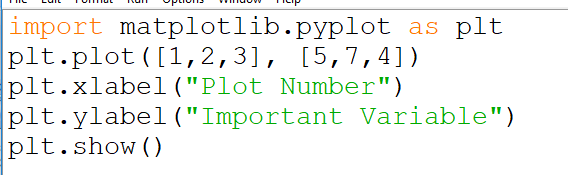 import matplotlib.pyplot as plt
plt.plot([1,2,3], [5,7,4])
plt.xlabel("Plot Number")
plt.ylabel("Important Variable")
plt.show()